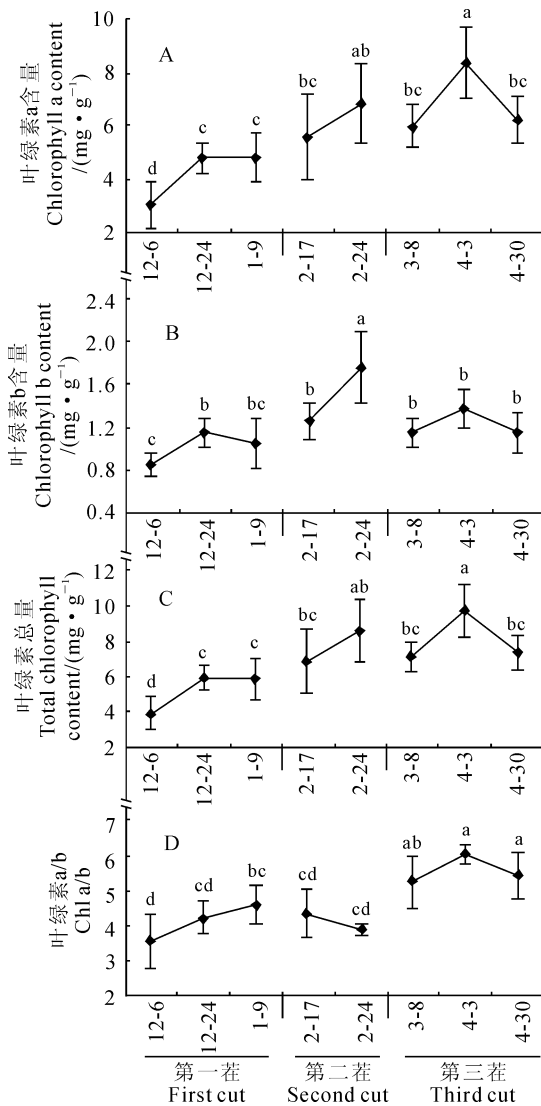 叶绿素a含量
Chlorophyll a content
/(mg·g⁻¹)
10
8
6
4
2
A
d
c
c
bc
ab
bc
a
bc
12-6
12-24
1-9
2-17
2-24
3-8
4-3
4-30
叶绿素b含量
Chlorophyll b content
/(mg·g⁻¹)
2.4
2.0
1.6
1.2
0.8
0.4
B
c
b
bc
b
a
b
b
b
12-6
12-24
1-9
2-17
2-24
3-8
4-3
4-30
叶绿素总量
Total chlorophyll
content/(mg·g⁻¹)
12
10
8
6
4
2
C
d
c
c
bc
ab
bc
a
bc
12-6
12-24
1-9
2-17
2-24
3-8
4-3
4-30
叶绿素a/b
Chl a/b
7
6
5
4
3
2
D
d
cd
bc
cd
cd
ab
a
a
12-6
12-24
1-9
2-17
2-24
3-8
4-3
4-30
第一茬
First cut
第二茬
Second cut
第三茬
Third cut